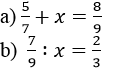 a) 5/7 + x = 8/9
b) 7/9 : x = 2/3